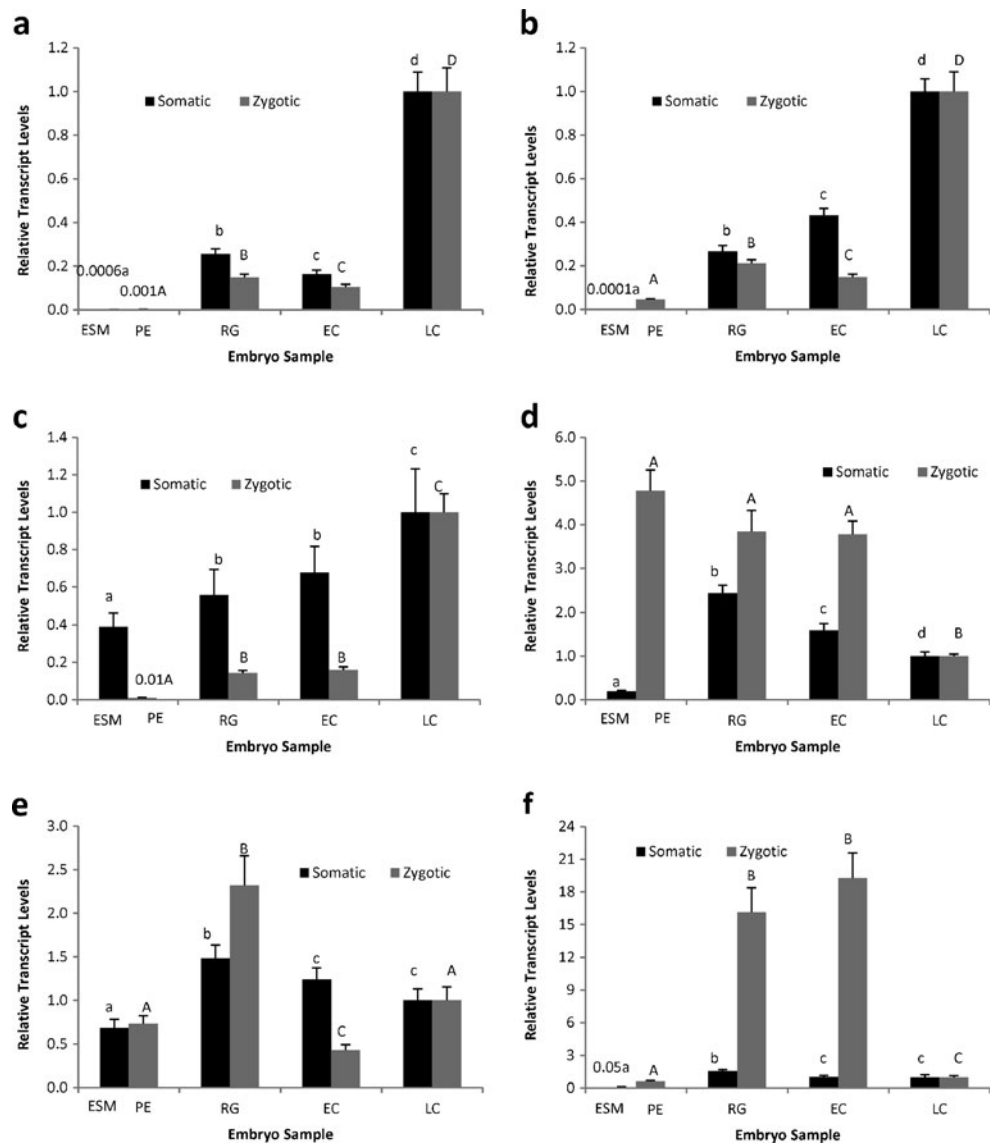 a
Relative Transcript Levels
1.2
1.0
0.8
0.6
0.4
0.2
0.0
Somatic Zygotic
0.0006a
0.001A
b
B
c
C
d
D
ESM PE RG EC LC
Embryo Sample
b
Relative Transcript Levels
1.2
1.0
0.8
0.6
0.4
0.2
0.0
Somatic Zygotic
0.0001a
A
b
B
c
C
d
D
ESM PE RG EC LC
Embryo Sample
c
Relative Transcript Levels
1.4
1.2
1.0
0.8
0.6
0.4
0.2
0.0
Somatic Zygotic
a
0.01A
b
B
b
B
c
C
ESM PE RG EC LC
Embryo Sample
d
Relative Transcript Levels
6.0
5.0
4.0
3.0
2.0
1.0
0.0
Somatic Zygotic
a
A
b
A
c
A
d
B
ESM PE RG EC LC
Embryo Sample
e
Relative Transcript Levels
3.0
2.5
2.0
1.5
1.0
0.5
0.0
Somatic Zygotic
a
A
b
B
c
C
c
A
ESM PE RG EC LC
Embryo Sample
f
Relative Transcript Levels
24
21
18
15
12
9
6
3
0
Somatic Zygotic
0.05a
A
b
B
c
B
c
C
ESM PE RG EC LC
Embryo Sample